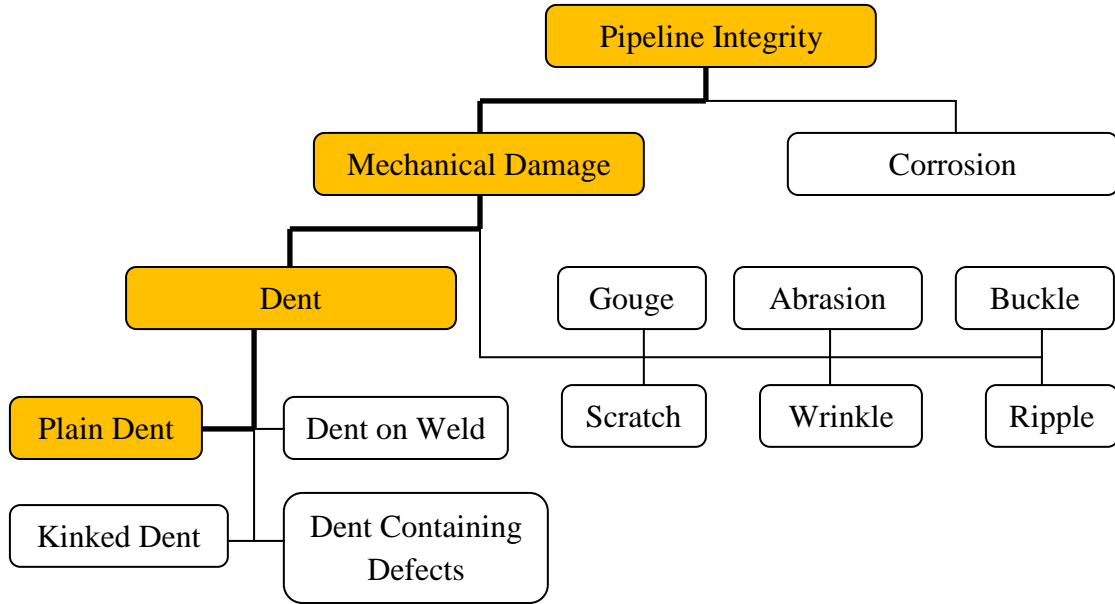 Pipeline Integrity
Mechanical Damage
Corrosion
Dent
Gouge
Abrasion
Buckle
Scratch
Wrinkle
Ripple
Plain Dent
Dent on Weld
Kinked Dent
Dent Containing
Defects